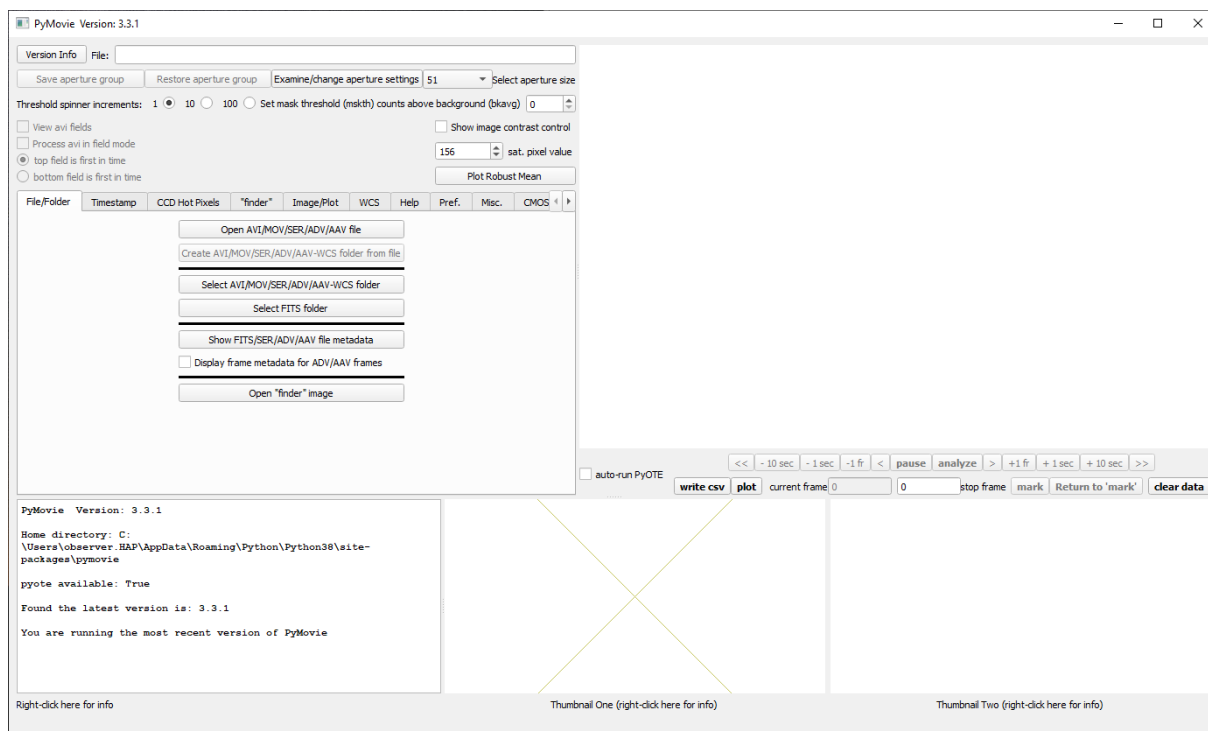 PyMovie Version: 3.3.1
Version Info File:
Save aperture group Restore aperture group Examine/change aperture settings 51 Select aperture size
Threshold spinner increments: 1 10 100 Set mask threshold (mskth) counts above background (bkavg) 0
View avi fields Show image contrast control
Process avi in field mode
top field is first in time 156 sat. pixel value
bottom field is first in time Plot Robust Mean
File/Folder Timestamp CCD Hot Pixels "finder" Image/Plot WCS Help Pref. Misc. CMOS
Open AVI/MOV/SER/ADV/AAV file
Create AVI/MOV/SER/ADV/AAV-WCS folder from file
Select AVI/MOV/SER/ADV/AAV-WCS folder
Select FITS folder
Show FITS/SER/ADV/AAV file metadata
Display frame metadata for ADV/AAV frames
Open "finder" image
<< - 10 sec - 1 sec -1 fr < pause analyze > +1 fr + 1 sec + 10 sec >>
auto-run PyOTE
write csv plot current frame 0 0 stop frame mark Return to 'mark' clear data
PyMovie Version: 3.3.1
Home directory: C:
\Users\observer.HAP\AppData\Roaming\Python\Python38\site-
packages\pymovie
pyote available: True
Found the latest version is: 3.3.1
You are running the most recent version of PyMovie
Right-click here for info Thumbnail One (right-click here for info) Thumbnail Two (right-click here for info)